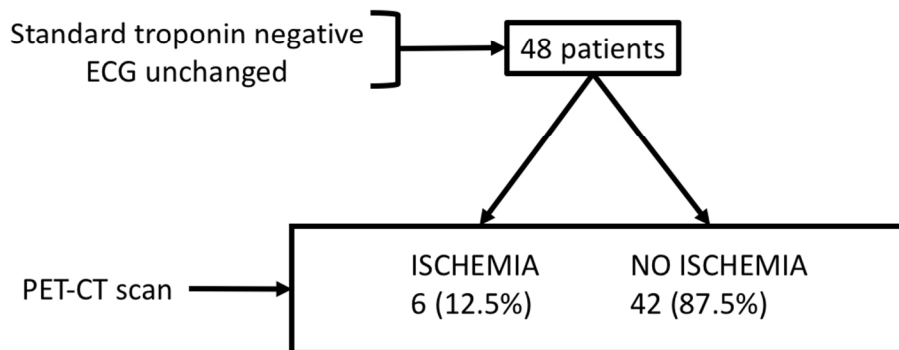 Standard troponin negative
ECG unchanged
48 patients
PET-CT scan
ISCHEMIA
6 (12.5%)
NO ISCHEMIA
42 (87.5%)